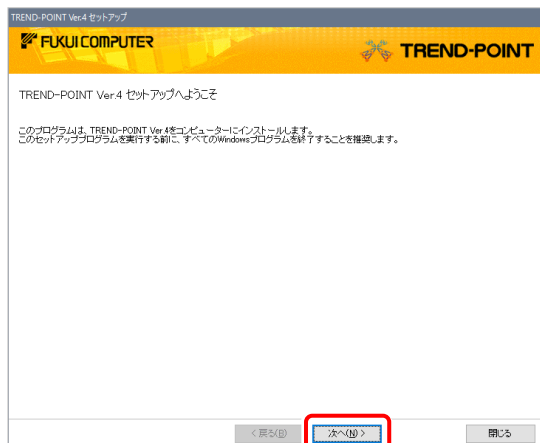 TREND-POINT Ver.4 セットアップ
FUKUI COMPUTER
TREND-POINT
TREND-POINT Ver.4 セットアップへようこそ
このプログラムは、TREND-POINT Ver.4をコンピューターにインストールします。
このセットアッププログラムを実行する前に、すべてのWindowsプログラムを終了することを推奨します。
< 戻る(B)
次へ(N) >
閉じる